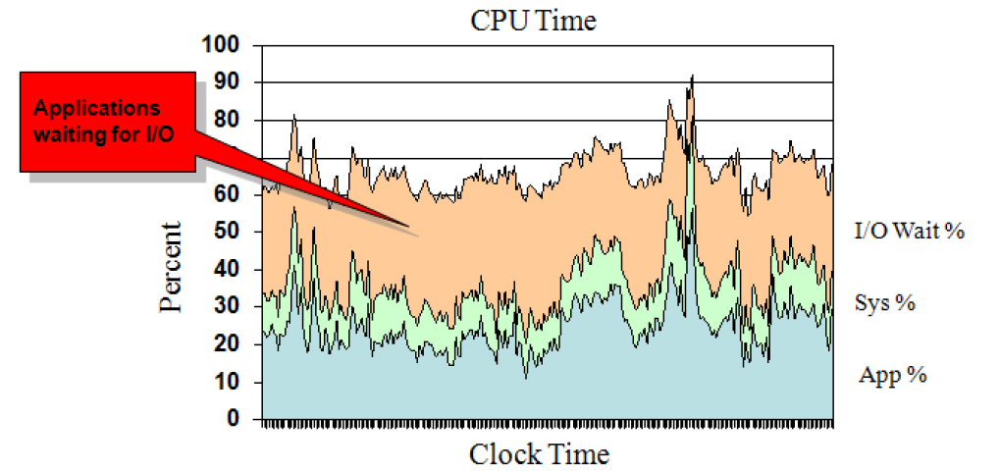 CPU Time
100
90
80
70
60
50
40
30
20
10
0
Percent
Applications
waiting for I/O
I/O Wait %
Sys %
App %
Clock Time